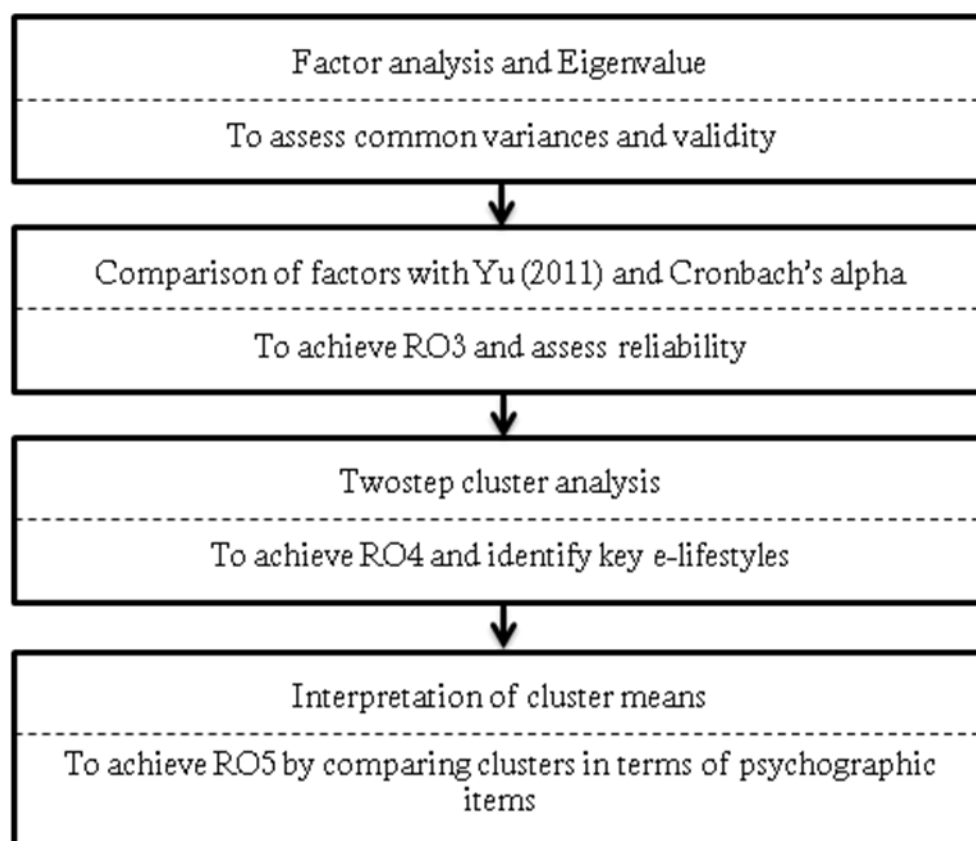 Factor analysis and Eigenvalue
To assess common variances and validity
Comparison of factors with Yu (2011) and Cronbach's alpha
To achieve RO3 and assess reliability
Twostep cluster analysis
To achieve RO4 and identify key e-lifestyles
Interpretation of cluster means
To achieve RO5 by comparing clusters in terms of psychographic
items